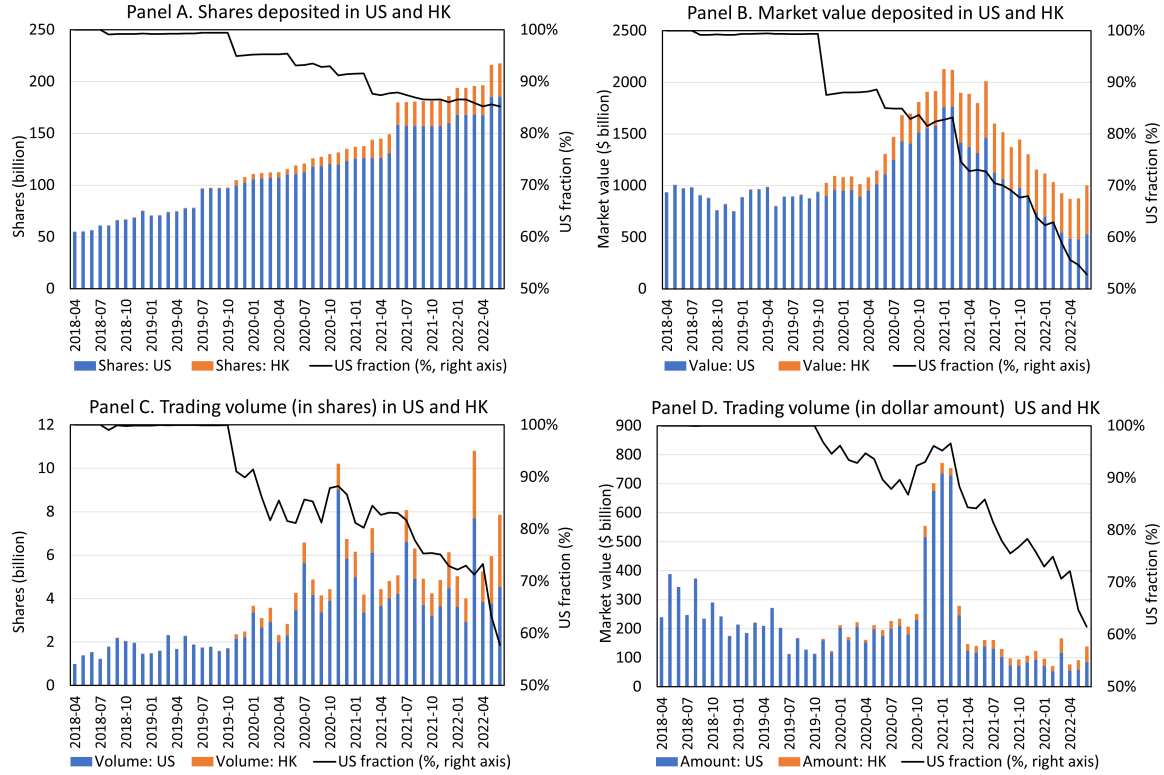 Panel A. Shares deposited in US and HK
Shares (billion)
250
200
150
100
50
0
100%
90%
80%
70%
60%
50%
US fraction (%)
2018-04 2018-07 2018-10 2019-01 2019-04 2019-07 2019-10 2020-01 2020-04 2020-07 2020-10 2021-01 2021-04 2021-07 2021-10 2022-01 2022-04
Shares: US Shares: HK US fraction (%, right axis)
Panel B. Market value deposited in US and HK
Market value ($ billion)
2500
2000
1500
1000
500
0
100%
90%
80%
70%
60%
50%
US fraction (%)
2018-04 2018-07 2018-10 2019-01 2019-04 2019-07 2019-10 2020-01 2020-04 2020-07 2020-10 2021-01 2021-04 2021-07 2021-10 2022-01 2022-04
Value: US Value: HK US fraction (%, right axis)
Panel C. Trading volume (in shares) in US and HK
Shares (billion)
12
10
8
6
4
2
0
100%
90%
80%
70%
60%
50%
US fraction (%)
2018-04 2018-07 2018-10 2019-01 2019-04 2019-07 2019-10 2020-01 2020-04 2020-07 2020-10 2021-01 2021-04 2021-07 2021-10 2022-01 2022-04
Volume: US Volume: HK US fraction (%, right axis)
Panel D. Trading volume (in dollar amount) US and HK
Market value ($ billion)
900
800
700
600
500
400
300
200
100
0
100%
90%
80%
70%
60%
50%
US fraction (%)
2018-04 2018-07 2018-10 2019-01 2019-04 2019-07 2019-10 2020-01 2020-04 2020-07 2020-10 2021-01 2021-04 2021-07 2021-10 2022-01 2022-04
Amount: US Amount: HK US fraction (%, right axis)